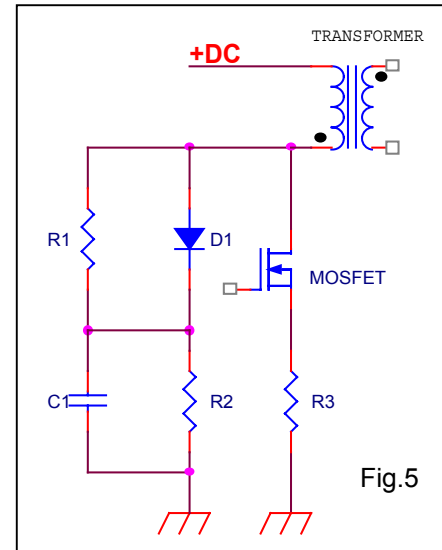 TRANSFORMER
+DC
R1
D1
MOSFET
C1
R2
R3
Fig.5